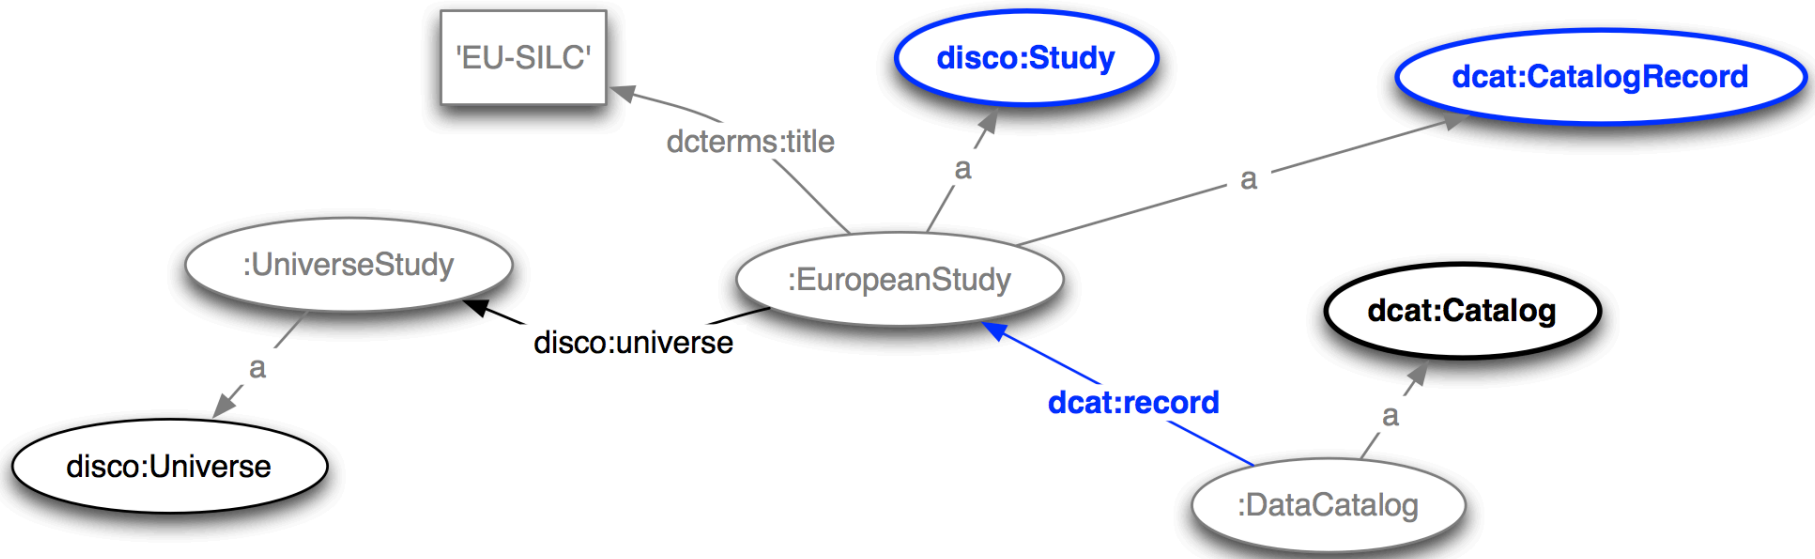 'EU-SILC'
disco:Study
dcat:CatalogRecord
dcterms:title
a
a
:UniverseStudy
:EuropeanStudy
dcat:Catalog
disco:universe
a
dcat:record
a
disco:Universe
:DataCatalog